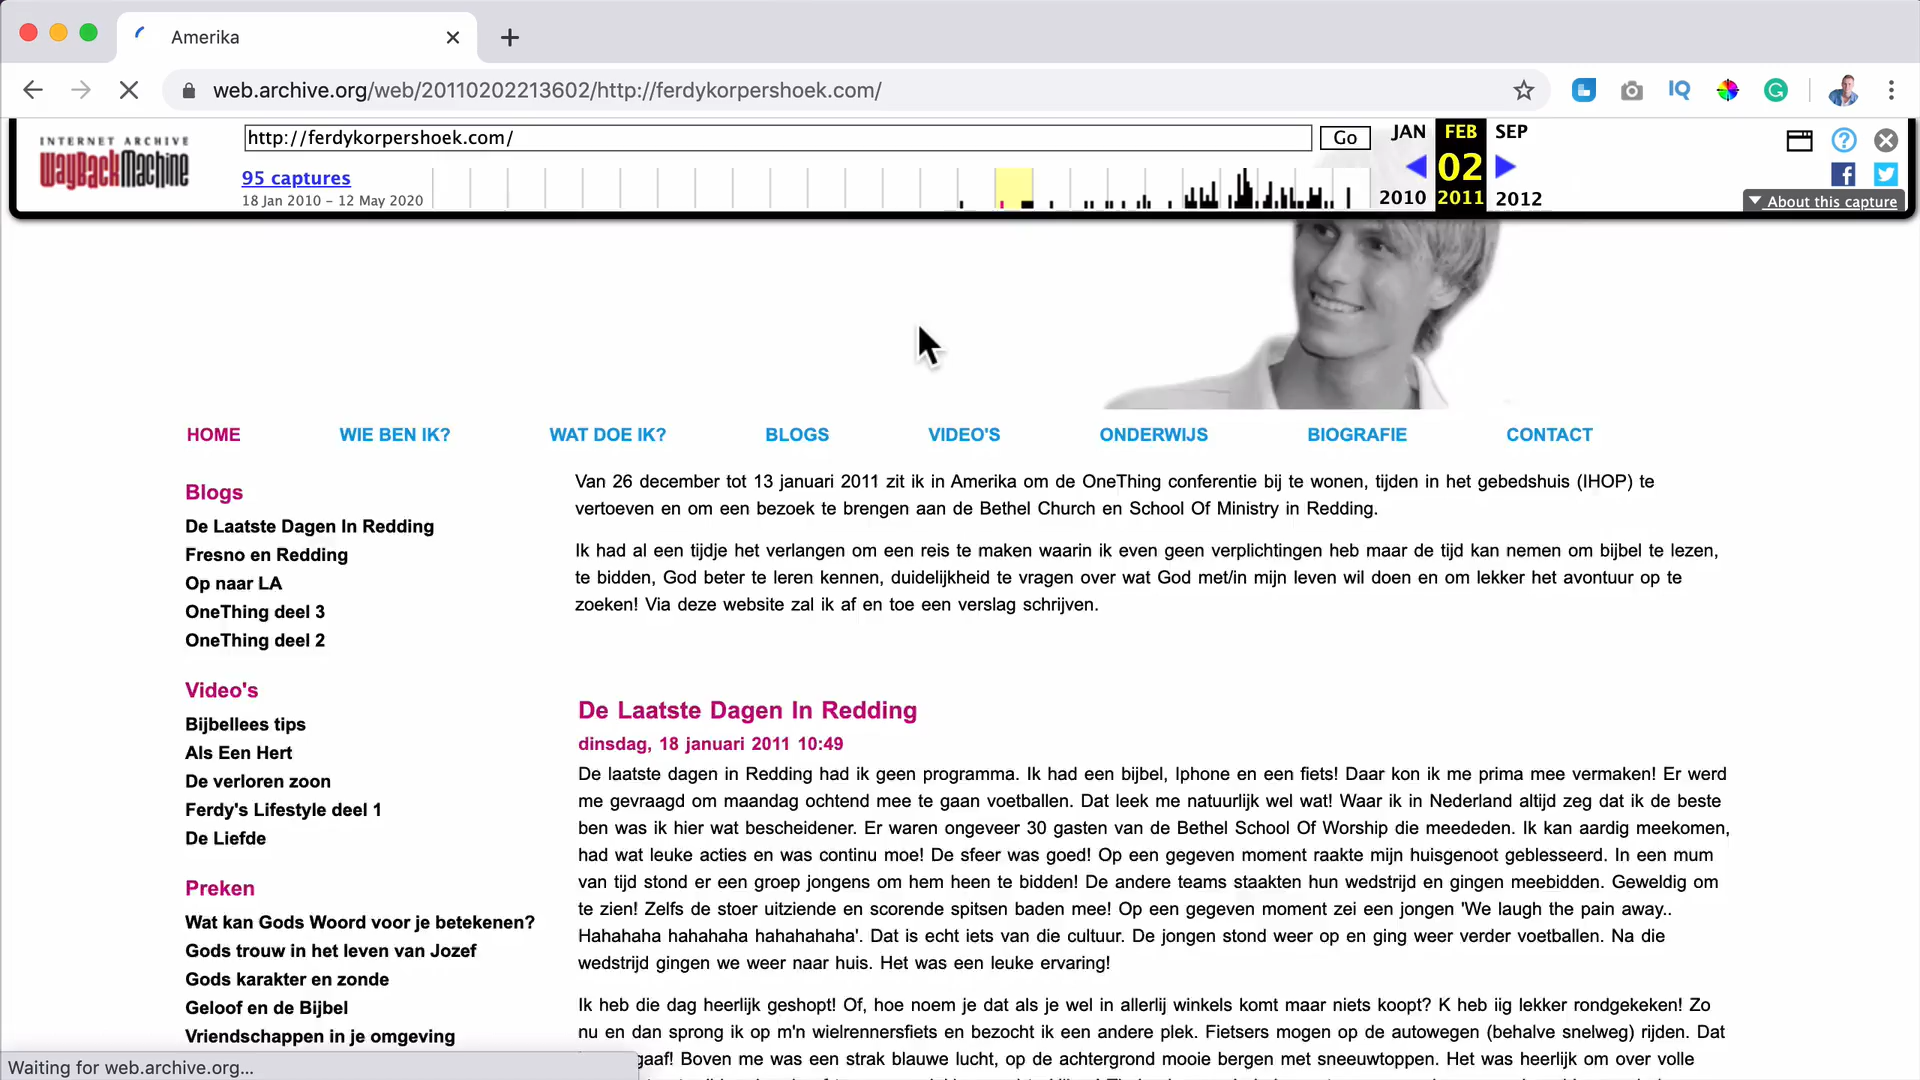 Amerika
web.archive.org/web/20110202213602/http://ferdykorpershoek.com/
IQ
INTERNET ARCHIVE
WayBackMachine
http://ferdykorpershoek.com/
Go
JAN
FEB
SEP
95 captures
02
18 Jan 2010 – 12 May 2020
2010
2011
2012
About this capture
HOME
WIE BEN IK?
WAT DOE IK?
BLOGS
VIDEO'S
ONDERWIJS
BIOGRAFIE
CONTACT
Blogs
De Laatste Dagen In Redding
Fresno en Redding
Op naar LA
OneThing deel 3
OneThing deel 2
Video's
Bijbellees tips
Als Een Hert
De verloren zoon
Ferdy's Lifestyle deel 1
De Liefde
Preken
Wat kan Gods Woord voor je betekenen?
Gods trouw in het leven van Jozef
Gods karakter en zonde
Geloof en de Bijbel
Vriendschappen in je omgeving
Van 26 december tot 13 januari 2011 zit ik in Amerika om de OneThing conferentie bij te wonen, tijden in het gebedshuis (IHOP) te
vertoeven en om een bezoek te brengen aan de Bethel Church en School Of Ministry in Redding.
Ik had al een tijdje het verlangen om een reis te maken waarin ik even geen verplichtingen heb maar de tijd kan nemen om bijbel te lezen,
te bidden, God beter te leren kennen, duidelijkheid te vragen over wat God met/in mijn leven wil doen en om lekker het avontuur op te
zoeken! Via deze website zal ik af en toe een verslag schrijven.
De Laatste Dagen In Redding
dinsdag, 18 januari 2011 10:49
De laatste dagen in Redding had ik geen programma. Ik had een bijbel, Iphone en een fiets! Daar kon ik me prima mee vermaken! Er werd
me gevraagd om maandag ochtend mee te gaan voetballen. Dat leek me natuurlijk wel wat! Waar ik in Nederland altijd zeg dat ik de beste
ben was ik hier wat bescheidener. Er waren ongeveer 30 gasten van de Bethel School Of Worship die meededen. Ik kan aardig meekomen,
had wat leuke acties en was continu moe! De sfeer was goed! Op een gegeven moment raakte mijn huisgenoot geblesseerd. In een mum
van tijd stond er een groep jongens om hem heen te bidden! De andere teams staakten hun wedstrijd en gingen meebidden. Geweldig om
te zien! Zelfs de stoer uitziende en scorende spitsen baden mee! Op een gegeven moment zei een jongen 'We laugh the pain away..
Hahahaha hahahaha hahahahaha'. Dat is echt iets van die cultuur. De jongen stond weer op en ging weer verder voetballen. Na die
wedstrijd gingen we weer naar huis. Het was een leuke ervaring!
Ik heb die dag heerlijk geshopt! Of, hoe noem je dat als je wel in allerlij winkels komt maar niets koopt? K heb iig lekker rondgekeken! Zo
nu en dan sprong ik op m'n wielrennersfiets en bezocht ik een andere plek. Fietsers mogen op de autowegen (behalve snelweg) rijden. Dat
gaaf! Boven me was een strak blauwe lucht, op de achtergrond mooie bergen met sneeuwtoppen. Het was heerlijk om over volle
Waiting for web.archive.org...